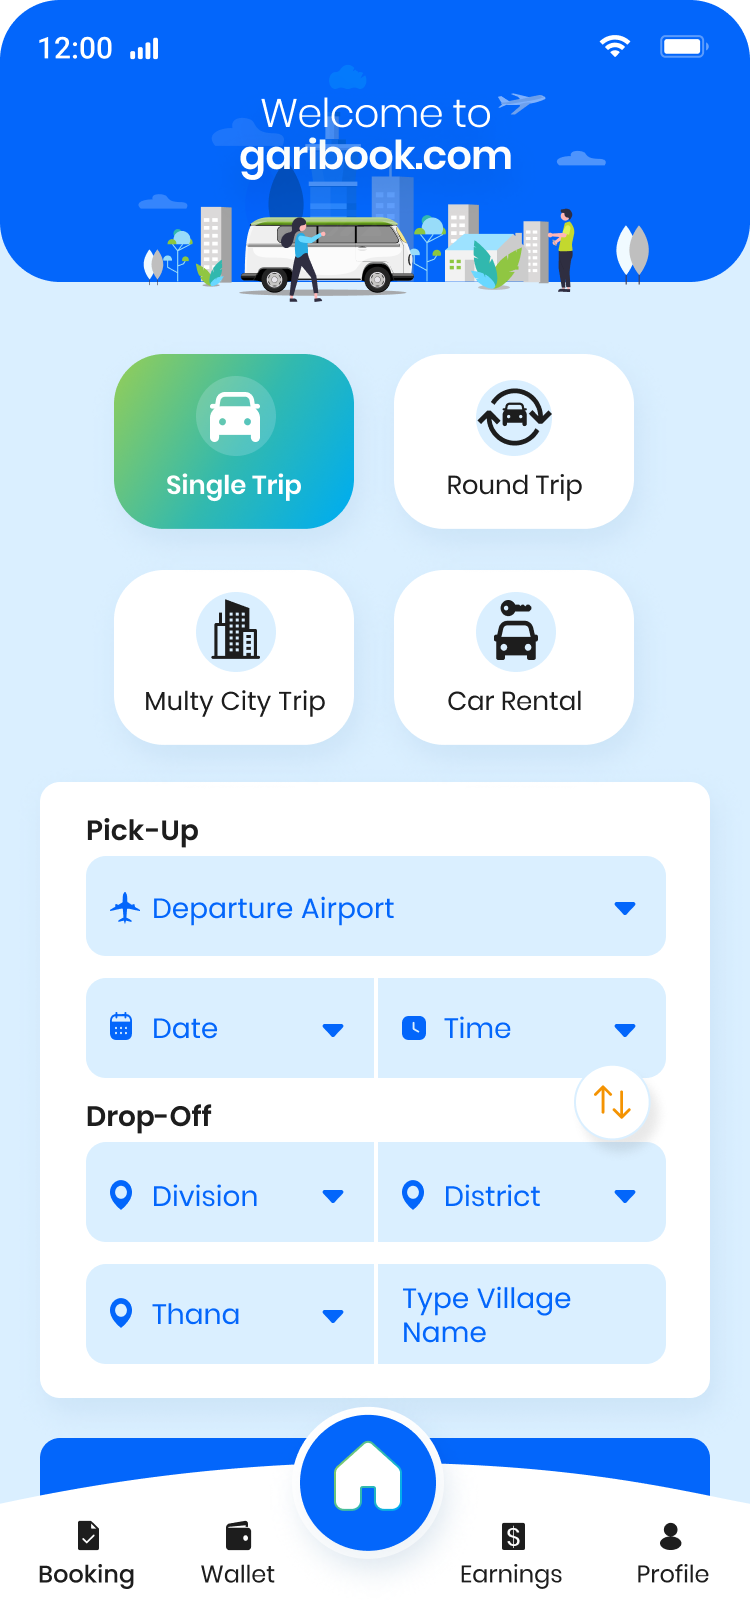 12:00
Welcome to
garibook.com
Single Trip
Round Trip
Multy City Trip
Car Rental
Pick-Up
Departure Airport
Date
Time
Drop-Off
Division
District
Thana
Type Village
Name
Booking
Wallet
Earnings
Profile